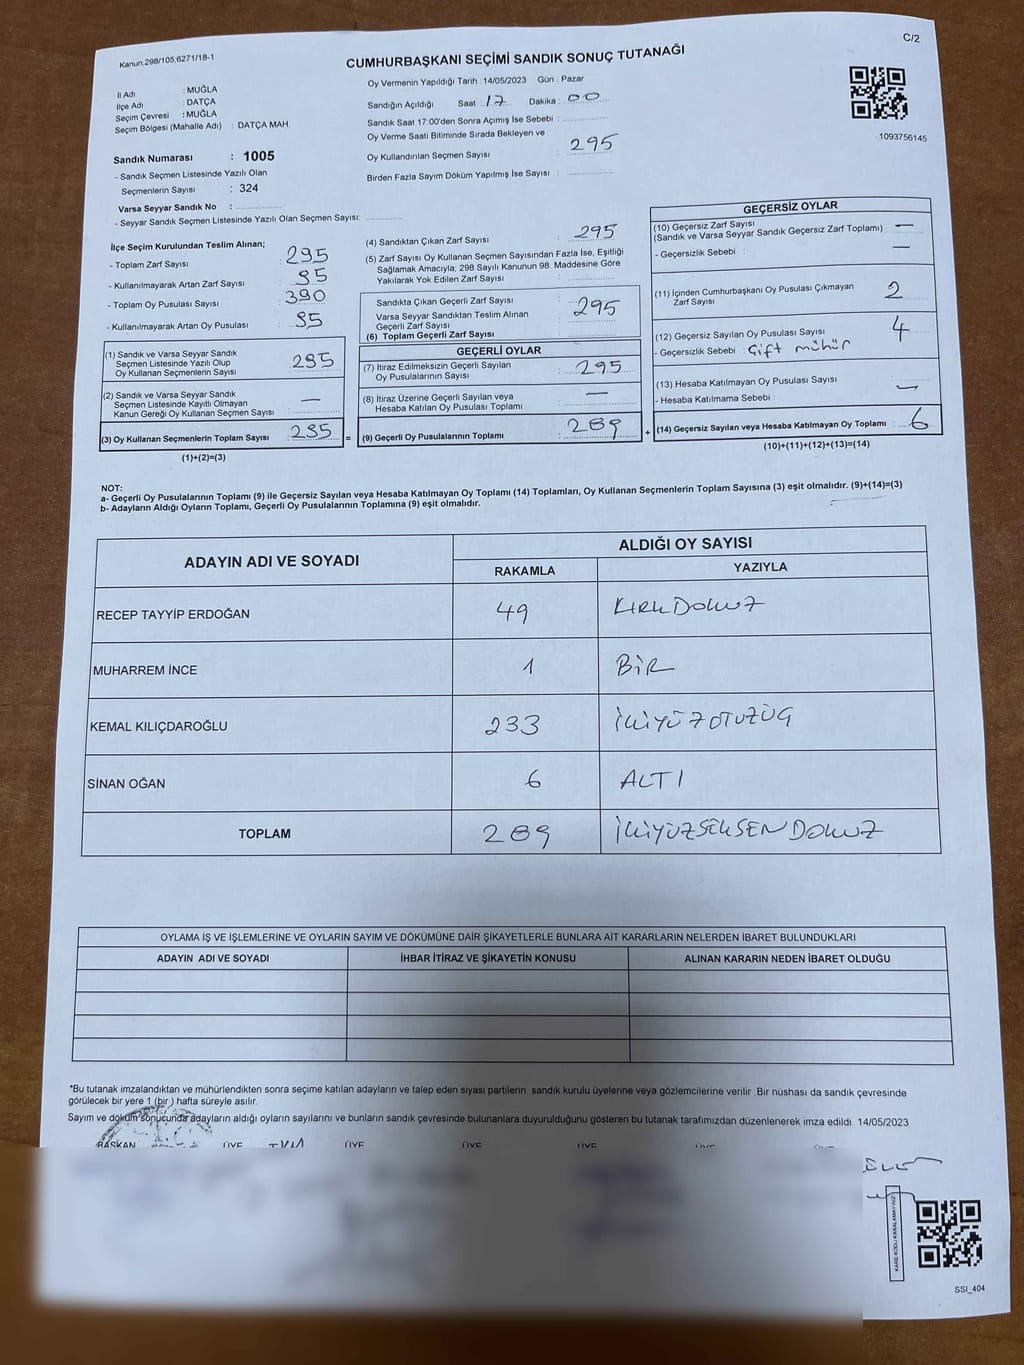 Kanun.298/105,6271/18-1
CUMHURBAŞKANI SEÇİMİ SANDIK SONUÇ TUTANAĞI
C/2
İl Adı : MUĞLA
İlçe Adı : DATÇA
Seçim Çevresi : MUĞLA
Seçim Bölgesi (Mahalle Adı) : DATÇA MAH
Sandık Numarası : 1005
- Sandık Seçmen Listesinde Yazılı Olan
Seçmenlerin Sayısı : 324
Varsa Seyyar Sandık No :
- Seyyar Sandık Seçmen Listesinde Yazılı Olan Seçmen Sayısı:
Oy Vermenin Yapıldığı Tarih : 14/05/2023 Gün : Pazar
Sandığın Açıldığı Saat : 17 Dakika : 00
Sandık Saat 17:00'den Sonra Açımış İse Sebebi :
Oy Verme Saati Bitiminde Sırada Bekleyen ve
Oy Kullandırılan Seçmen Sayısı : 295
Birden Fazla Sayım Döküm Yapılmış İse Sayısı :
1093756145
İlçe Seçim Kurulundan Teslim Alınan;
- Toplam Zarf Sayısı : 295
- Kullanılmayarak Artan Zarf Sayısı : 95
- Toplam Oy Pusulası Sayısı : 390
- Kullanılmayarak Artan Oy Pusulası : 95
(1) Sandık ve Varsa Seyyar Sandık
Seçmen Listesinde Yazılı Olup
Oy Kullanan Seçmenlerin Sayısı : 295
(2) Sandık ve Varsa Seyyar Sandık
Seçmen Listesinde Kayıtlı Olmayan
Kanun Gereği Oy Kullanan Seçmen Sayısı : —
(3) Oy Kullanan Seçmenlerin Toplam Sayısı : 295 =
(1)+(2)=(3)
(4) Sandıktan Çıkan Zarf Sayısı : 295
(5) Zarf Sayısı Oy Kullanan Seçmen Sayısından Fazla İse, Eşitliği
Sağlamak Amacıyla; 298 Sayılı Kanunun 98. Maddesine Göre
Yakılarak Yok Edilen Zarf Sayısı :
Sandıkta Çıkan Geçerli Zarf Sayısı : 295
Varsa Seyyar Sandıktan Teslim Alınan
Geçerli Zarf Sayısı
(6) Toplam Geçerli Zarf Sayısı
GEÇERLİ OYLAR
(7) İtiraz Edilmeksizin Geçerli Sayılan
Oy Pusulalarının Sayısı : 295
(8) İtiraz Üzerine Geçerli Sayılan veya
Hesaba Katılan Oy Pusulası Toplamı : —
(9) Geçerli Oy Pusulalarının Toplamı : 289 +
GEÇERSİZ OYLAR
(10) Geçersiz Zarf Sayısı
(Sandık ve Varsa Seyyar Sandık Geçersiz Zarf Toplamı) : —
- Geçersizlik Sebebi : —
(11) İçinden Cumhurbaşkanı Oy Pusulası Çıkmayan
Zarf Sayısı : 2
(12) Geçersiz Sayılan Oy Pusulası Sayısı : 4
- Geçersizlik Sebebi : Çift mühür
(13) Hesaba Katılmayan Oy Pusulası Sayısı : —
- Hesaba Katılmama Sebebi :
(14) Geçersiz Sayılan veya Hesaba Katılmayan Oy Toplamı : 6
(10)+(11)+(12)+(13)=(14)
NOT:
a- Geçerli Oy Pusulalarının Toplamı (9) ile Geçersiz Sayılan veya Hesaba Katılmayan Oy Toplamı (14) Toplamları, Oy Kullanan Seçmenlerin Toplam Sayısına (3) eşit olmalıdır. (9)+(14)=(3)
b- Adayların Aldığı Oyların Toplamı, Geçerli Oy Pusulalarının Toplamına (9) eşit olmalıdır.
ADAYIN ADI VE SOYADI
ALDIĞI OY SAYISI
RAKAMLA YAZIYLA
RECEP TAYYİP ERDOĞAN 49 KIRKDOKUZ
MUHARREM İNCE 1 BİR
KEMAL KILIÇDAROĞLU 233 İKİYÜZOTUZÜÇ
SİNAN OĞAN 6 ALTI
TOPLAM 289 İKİYÜZSEKSENDOKUZ
OYLAMA İŞ VE İŞLEMLERİNE VE OYLARIN SAYIM VE DÖKÜMÜNE DAİR ŞİKAYETLERLE BUNLARA AİT KARARLARIN NELERDEN İBARET BULUNDUKLARI
ADAYIN ADI VE SOYADI İHBAR İTİRAZ VE ŞİKAYETİN KONUSU ALINAN KARARIN NEDEN İBARET OLDUĞU
*Bu tutanak imzalandıktan ve mühürlendikten sonra seçime katılan adayların ve talep eden siyasi partilerin sandık kurulu üyelerine veya gözlemcilerine verilir. Bir nüshası da sandık çevresinde
görülecek bir yere 1 (bir) hafta süreyle asılır.
Sayım ve döküm sonucunda adayların aldığı oyların sayılarını ve bunların sandık çevresinde bulunanlara duyurulduğunu gösteren bu tutanak tarafımızdan düzenlenerek imza edildi. 14/05/2023
BAŞKAN ÜYE ÜYE ÜYE ÜYE ÜYE ÜYE
KARE KODU KARALAMAYINIZ
SSİ_404